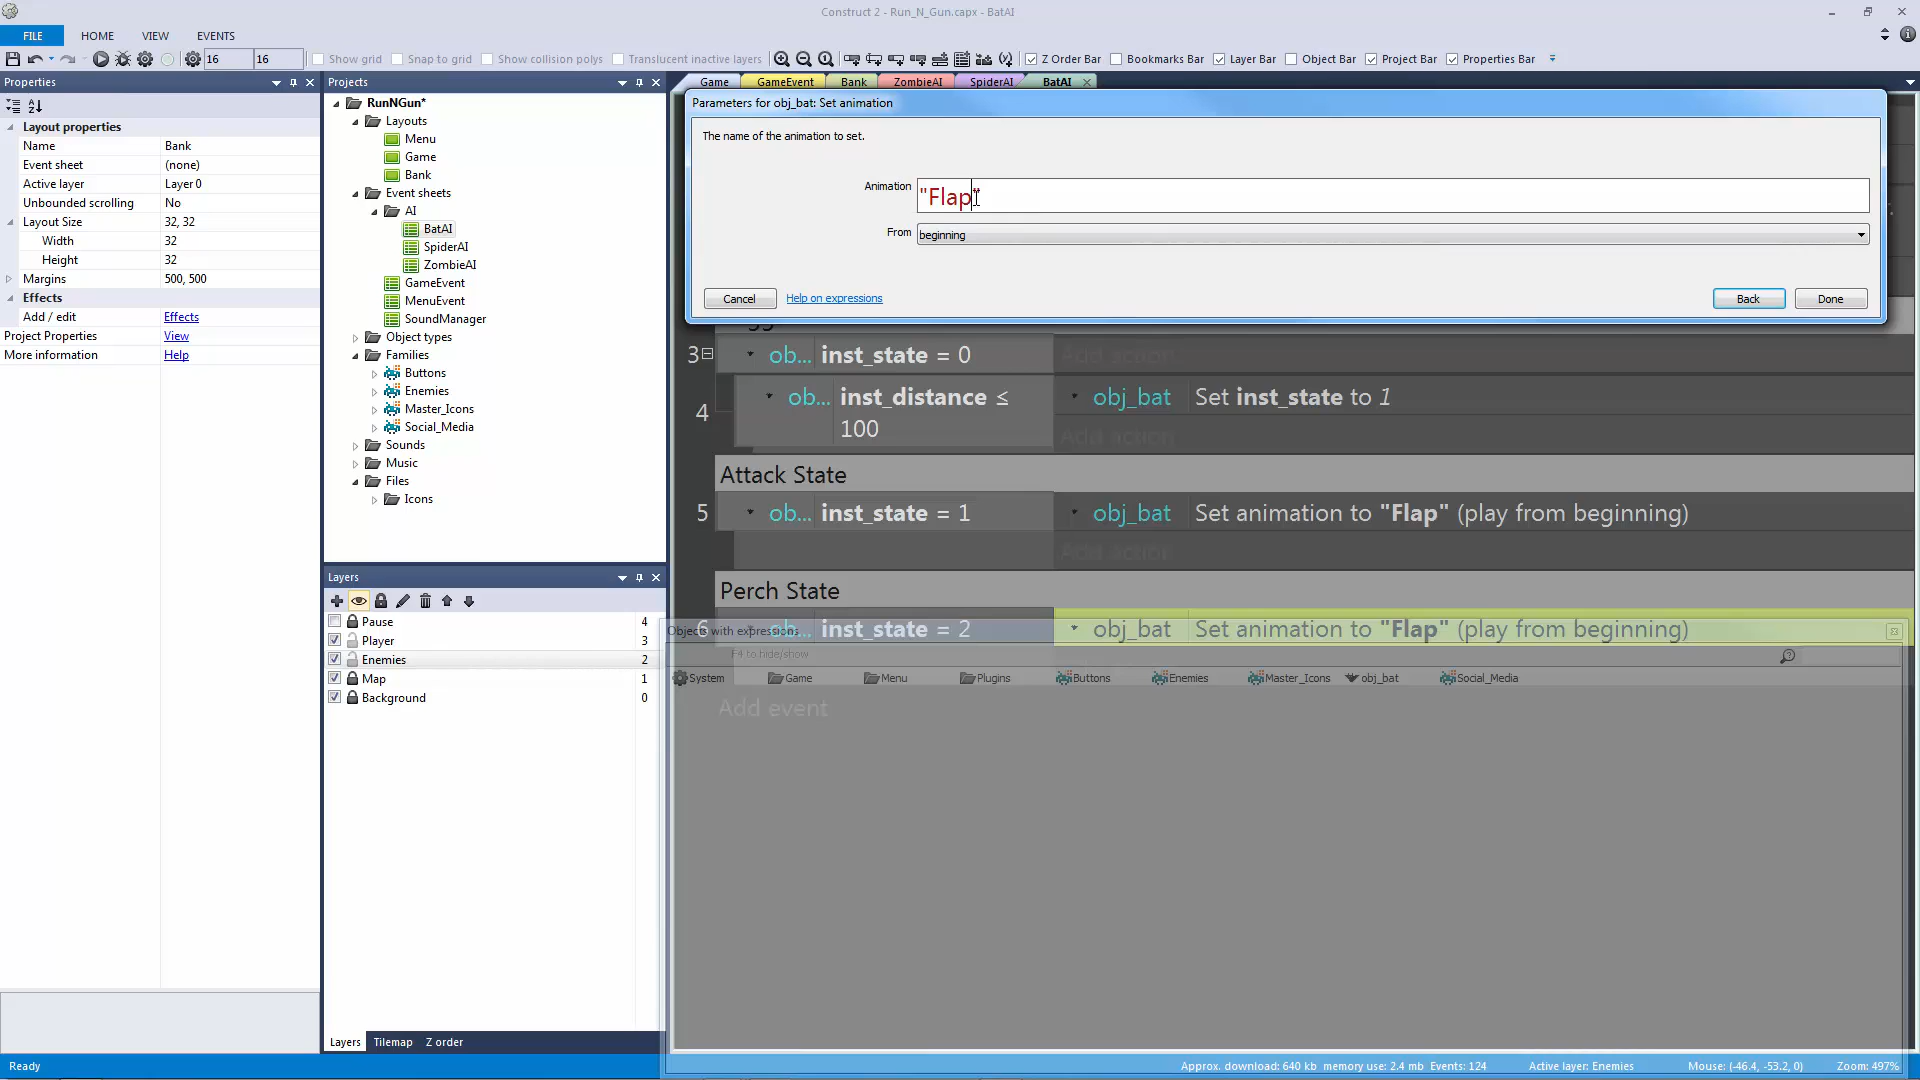 Construct 2 - Run_N_Gun.capx - BatAI
FILE HOME VIEW EVENTS
16 16 Show grid Snap to grid Show collision polys Translucent inactive layers Z Order Bar Bookmarks Bar Layer Bar Object Bar Project Bar Properties Bar
Properties
Layout properties
Name Bank
Event sheet (none)
Active layer Layer 0
Unbounded scrolling No
Layout Size 32, 32
Width 32
Height 32
Margins 500, 500
Effects
Add / edit Effects
Project Properties View
More information Help
Projects
RunNGun*
Layouts
Menu
Game
Bank
Event sheets
AI
BatAI
SpiderAI
ZombieAI
GameEvent
MenuEvent
SoundManager
Object types
Families
Buttons
Enemies
Master_Icons
Social_Media
Sounds
Music
Files
Icons
Layers
Pause 4
Player 3
Enemies 2
Map 1
Background 0
Layers Tilemap Z order
Game GameEvent Bank ZombieAI SpiderAI BatAI
Parameters for obj_bat: Set animation
The name of the animation to set.
Animation "Flap"
From beginning
Cancel Help on expressions Back Done
3 ob... inst_state = 0 Add action
4 ob... inst_distance ≤ 100 obj_bat Set inst_state to 1
Add action
Attack State
5 ob... inst_state = 1 obj_bat Set animation to "Flap" (play from beginning)
Add action
Perch State
6 ob... inst_state = 2 obj_bat Set animation to "Flap" (play from beginning)
Objects with expressions
F4 to hide/show
System Game Menu Plugins Buttons Enemies Master_Icons obj_bat Social_Media
Add event
Ready Approx. download: 640 kb memory use: 2.4 mb Events: 124 Active layer: Enemies Mouse: (-46.4, -53.2, 0) Zoom: 497%